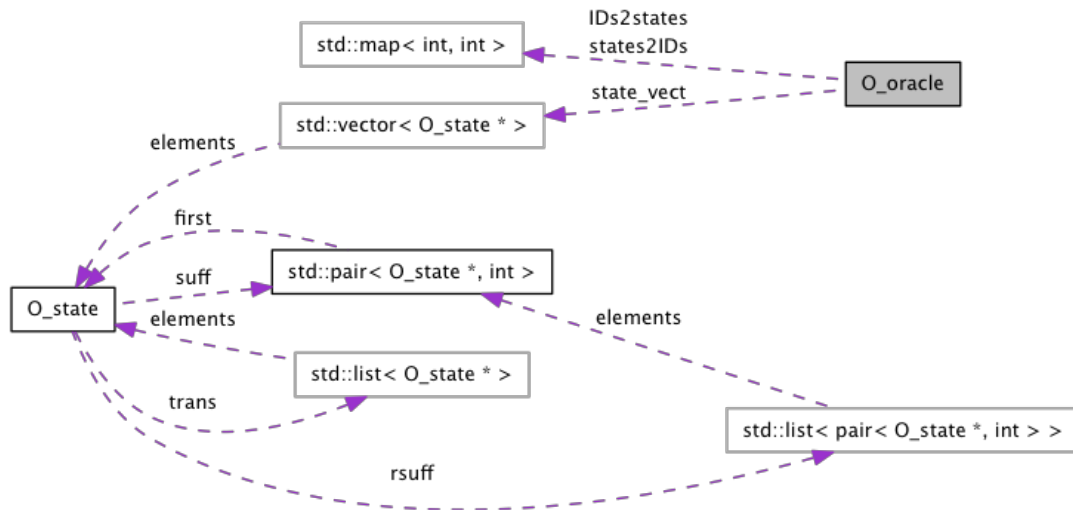 IDs2states
std::map< int, int >
states2IDs
O_oracle
state_vect
std::vector< O_state * >
elements
first
std::pair< O_state *, int >
suff
O_state
elements
elements
std::list< O_state * >
trans
std::list< pair< O_state *, int > >
rsuff